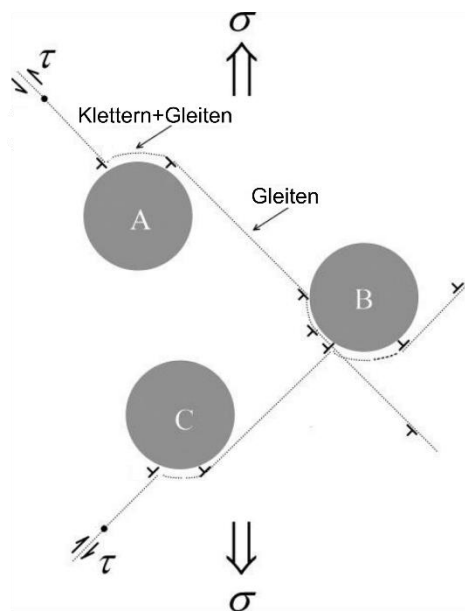 σ
τ
Klettern+Gleiten
Gleiten
A
B
C
τ
σ